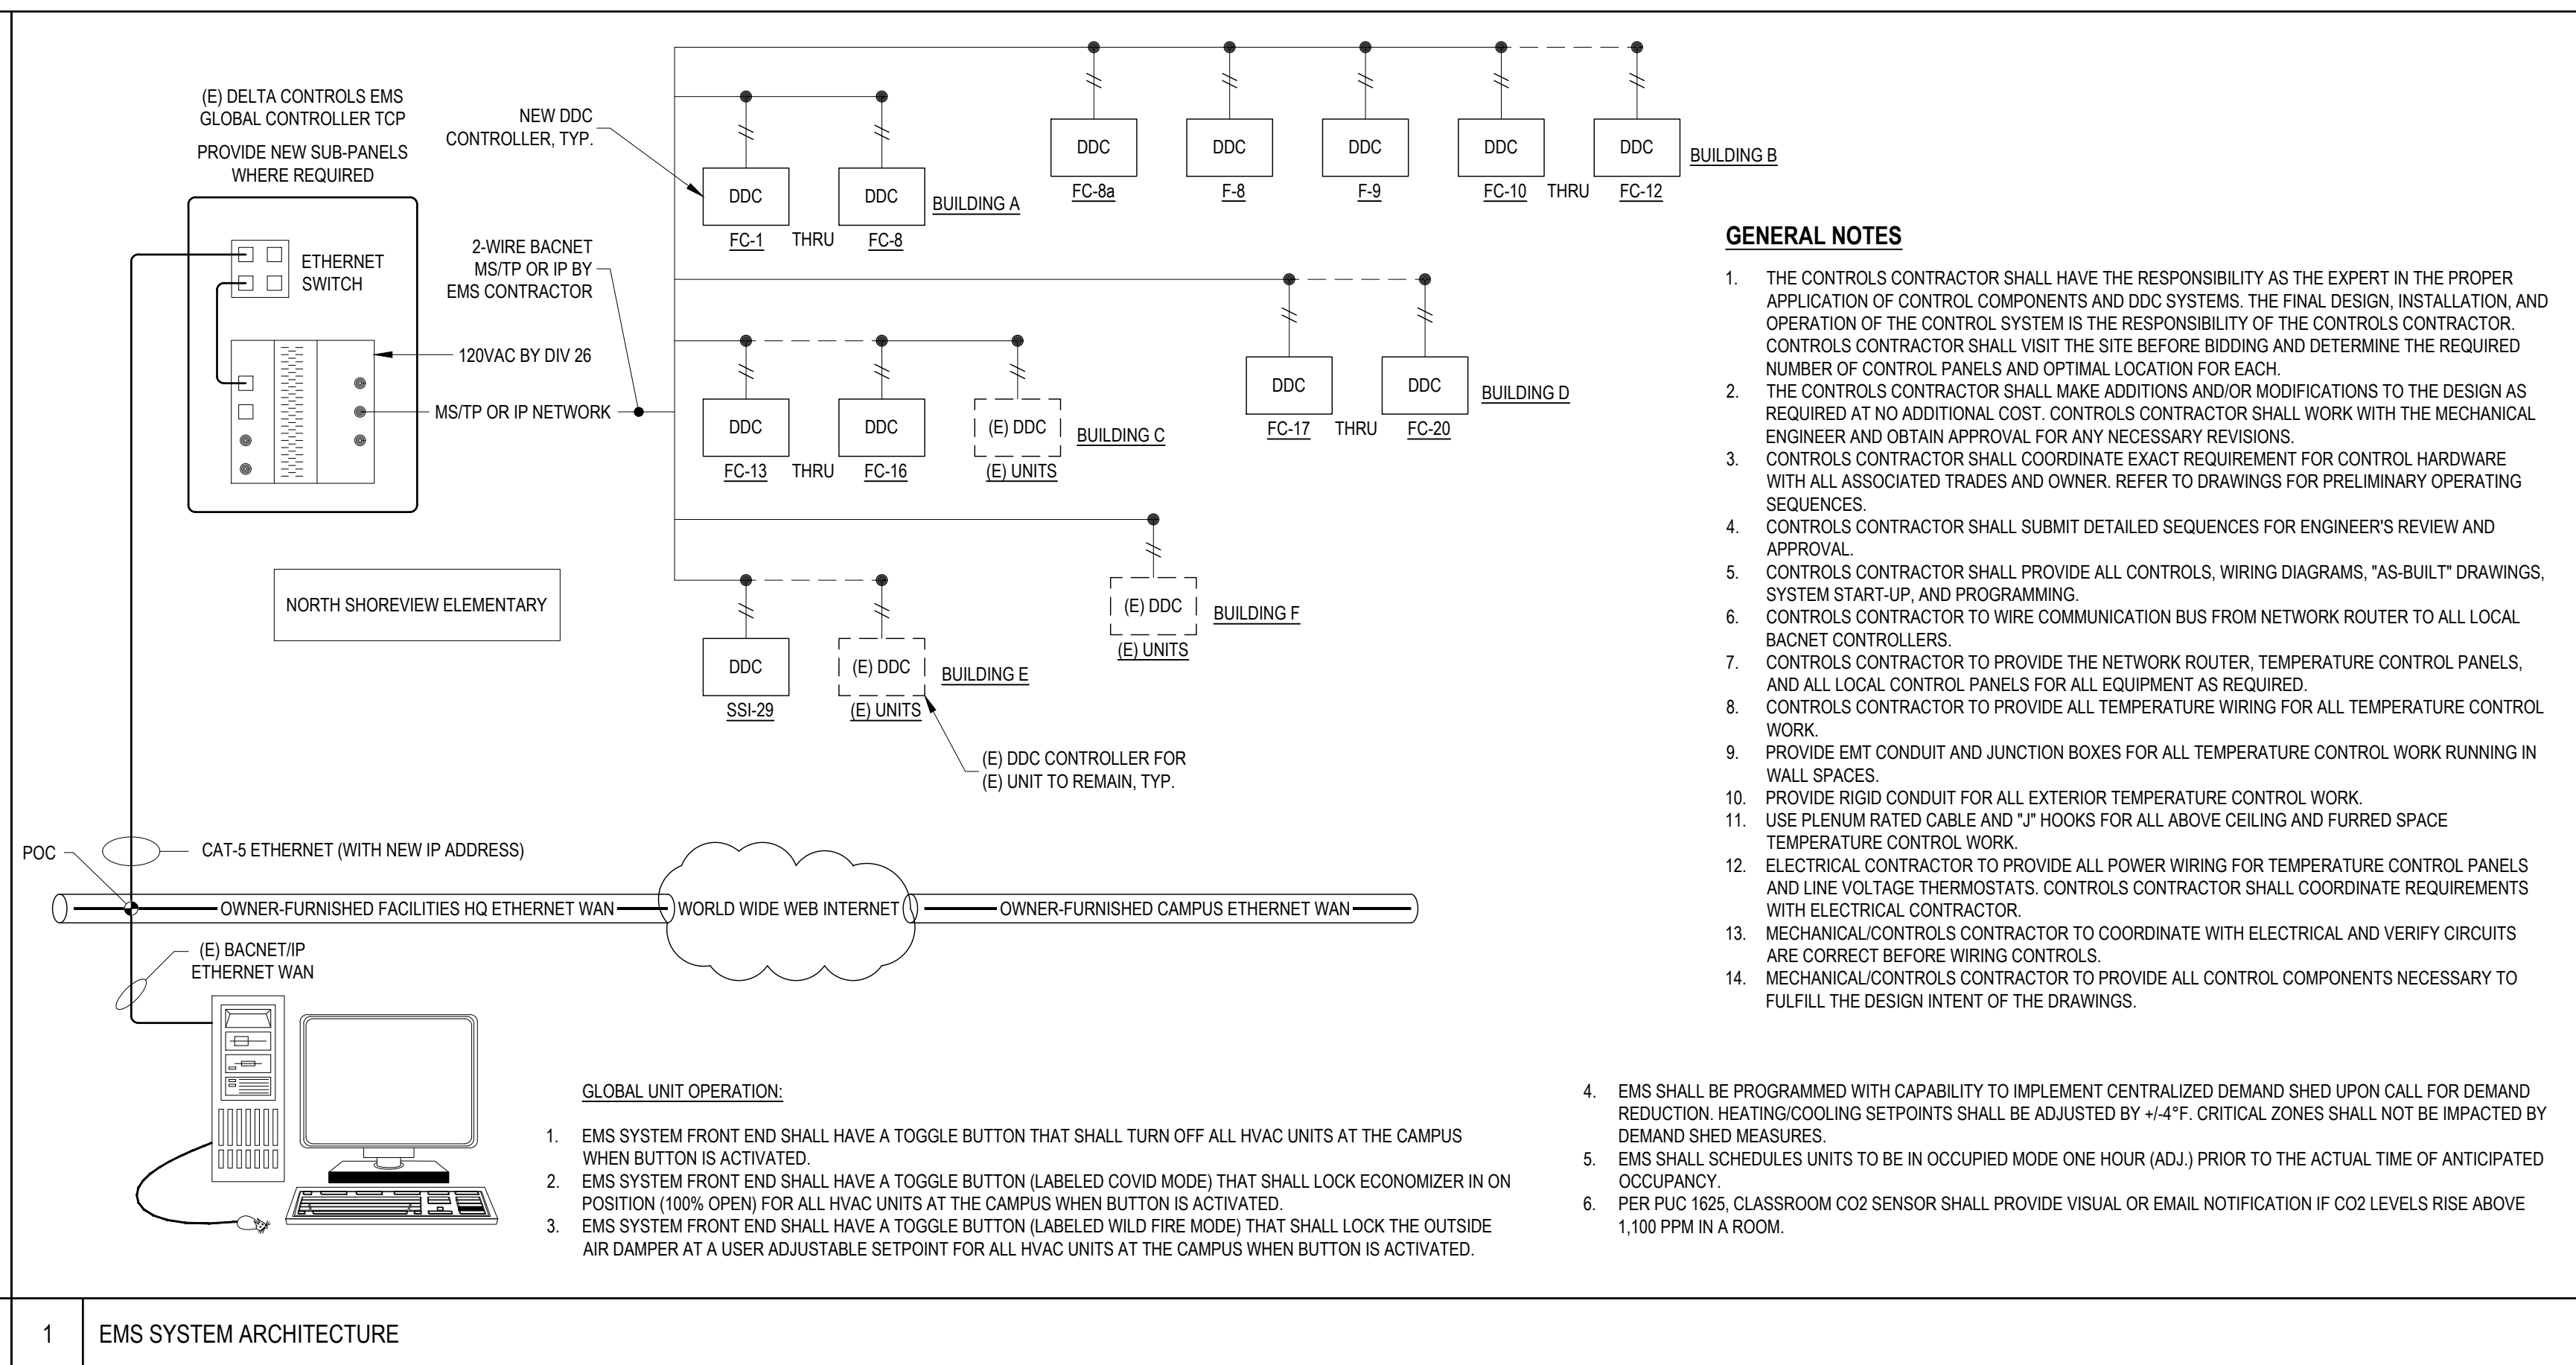 (E) DELTA CONTROLS EMS
GLOBAL CONTROLLER TCP
PROVIDE NEW SUB-PANELS
WHERE REQUIRED
ETHERNET
SWITCH
120VAC BY DIV 26
MS/TP OR IP NETWORK
NEW DDC
CONTROLLER, TYP.
2-WIRE BACNET
MS/TP OR IP BY
EMS CONTRACTOR
DDC
DDC
BUILDING A
FC-1 THRU FC-8
DDC
DDC
DDC
DDC
DDC
BUILDING B
FC-8a
F-8
F-9
FC-10 THRU FC-12
DDC
DDC
(E) DDC
BUILDING C
FC-13 THRU FC-16
(E) UNITS
DDC
DDC
BUILDING D
FC-17 THRU FC-20
DDC
(E) DDC
BUILDING E
SSI-29
(E) UNITS
(E) DDC
BUILDING F
(E) UNITS
(E) DDC CONTROLLER FOR
(E) UNIT TO REMAIN, TYP.
NORTH SHOREVIEW ELEMENTARY
POC
CAT-5 ETHERNET (WITH NEW IP ADDRESS)
OWNER-FURNISHED FACILITIES HQ ETHERNET WAN
WORLD WIDE WEB INTERNET
OWNER-FURNISHED CAMPUS ETHERNET WAN
(E) BACNET/IP
ETHERNET WAN
GENERAL NOTES
1. THE CONTROLS CONTRACTOR SHALL HAVE THE RESPONSIBILITY AS THE EXPERT IN THE PROPER
APPLICATION OF CONTROL COMPONENTS AND DDC SYSTEMS. THE FINAL DESIGN, INSTALLATION, AND
OPERATION OF THE CONTROL SYSTEM IS THE RESPONSIBILITY OF THE CONTROLS CONTRACTOR.
CONTROLS CONTRACTOR SHALL VISIT THE SITE BEFORE BIDDING AND DETERMINE THE REQUIRED
NUMBER OF CONTROL PANELS AND OPTIMAL LOCATION FOR EACH.
2. THE CONTROLS CONTRACTOR SHALL MAKE ADDITIONS AND/OR MODIFICATIONS TO THE DESIGN AS
REQUIRED AT NO ADDITIONAL COST. CONTROLS CONTRACTOR SHALL WORK WITH THE MECHANICAL
ENGINEER AND OBTAIN APPROVAL FOR ANY NECESSARY REVISIONS.
3. CONTROLS CONTRACTOR SHALL COORDINATE EXACT REQUIREMENT FOR CONTROL HARDWARE
WITH ALL ASSOCIATED TRADES AND OWNER. REFER TO DRAWINGS FOR PRELIMINARY OPERATING
SEQUENCES.
4. CONTROLS CONTRACTOR SHALL SUBMIT DETAILED SEQUENCES FOR ENGINEER'S REVIEW AND
APPROVAL.
5. CONTROLS CONTRACTOR SHALL PROVIDE ALL CONTROLS, WIRING DIAGRAMS, "AS-BUILT" DRAWINGS,
SYSTEM START-UP, AND PROGRAMMING.
6. CONTROLS CONTRACTOR TO WIRE COMMUNICATION BUS FROM NETWORK ROUTER TO ALL LOCAL
BACNET CONTROLLERS.
7. CONTROLS CONTRACTOR TO PROVIDE THE NETWORK ROUTER, TEMPERATURE CONTROL PANELS,
AND ALL LOCAL CONTROL PANELS FOR ALL EQUIPMENT AS REQUIRED.
8. CONTROLS CONTRACTOR TO PROVIDE ALL TEMPERATURE WIRING FOR ALL TEMPERATURE CONTROL
WORK.
9. PROVIDE EMT CONDUIT AND JUNCTION BOXES FOR ALL TEMPERATURE CONTROL WORK RUNNING IN
WALL SPACES.
10. PROVIDE RIGID CONDUIT FOR ALL EXTERIOR TEMPERATURE CONTROL WORK.
11. USE PLENUM RATED CABLE AND "J" HOOKS FOR ALL ABOVE CEILING AND FURRED SPACE
TEMPERATURE CONTROL WORK.
12. ELECTRICAL CONTRACTOR TO PROVIDE ALL POWER WIRING FOR TEMPERATURE CONTROL PANELS
AND LINE VOLTAGE THERMOSTATS. CONTROLS CONTRACTOR SHALL COORDINATE REQUIREMENTS
WITH ELECTRICAL CONTRACTOR.
13. MECHANICAL/CONTROLS CONTRACTOR TO COORDINATE WITH ELECTRICAL AND VERIFY CIRCUITS
ARE CORRECT BEFORE WIRING CONTROLS.
14. MECHANICAL/CONTROLS CONTRACTOR TO PROVIDE ALL CONTROL COMPONENTS NECESSARY TO
FULFILL THE DESIGN INTENT OF THE DRAWINGS.
GLOBAL UNIT OPERATION:
1. EMS SYSTEM FRONT END SHALL HAVE A TOGGLE BUTTON THAT SHALL TURN OFF ALL HVAC UNITS AT THE CAMPUS
WHEN BUTTON IS ACTIVATED.
2. EMS SYSTEM FRONT END SHALL HAVE A TOGGLE BUTTON (LABELED COVID MODE) THAT SHALL LOCK ECONOMIZER IN ON
POSITION (100% OPEN) FOR ALL HVAC UNITS AT THE CAMPUS WHEN BUTTON IS ACTIVATED.
3. EMS SYSTEM FRONT END SHALL HAVE A TOGGLE BUTTON (LABELED WILD FIRE MODE) THAT SHALL LOCK THE OUTSIDE
AIR DAMPER AT A USER ADJUSTABLE SETPOINT FOR ALL HVAC UNITS AT THE CAMPUS WHEN BUTTON IS ACTIVATED.
4. EMS SHALL BE PROGRAMMED WITH CAPABILITY TO IMPLEMENT CENTRALIZED DEMAND SHED UPON CALL FOR DEMAND
REDUCTION. HEATING/COOLING SETPOINTS SHALL BE ADJUSTED BY +/-4°F. CRITICAL ZONES SHALL NOT BE IMPACTED BY
DEMAND SHED MEASURES.
5. EMS SHALL SCHEDULES UNITS TO BE IN OCCUPIED MODE ONE HOUR (ADJ.) PRIOR TO THE ACTUAL TIME OF ANTICIPATED
OCCUPANCY.
6. PER PUC 1625, CLASSROOM CO2 SENSOR SHALL PROVIDE VISUAL OR EMAIL NOTIFICATION IF CO2 LEVELS RISE ABOVE
1,100 PPM IN A ROOM.
1 EMS SYSTEM ARCHITECTURE